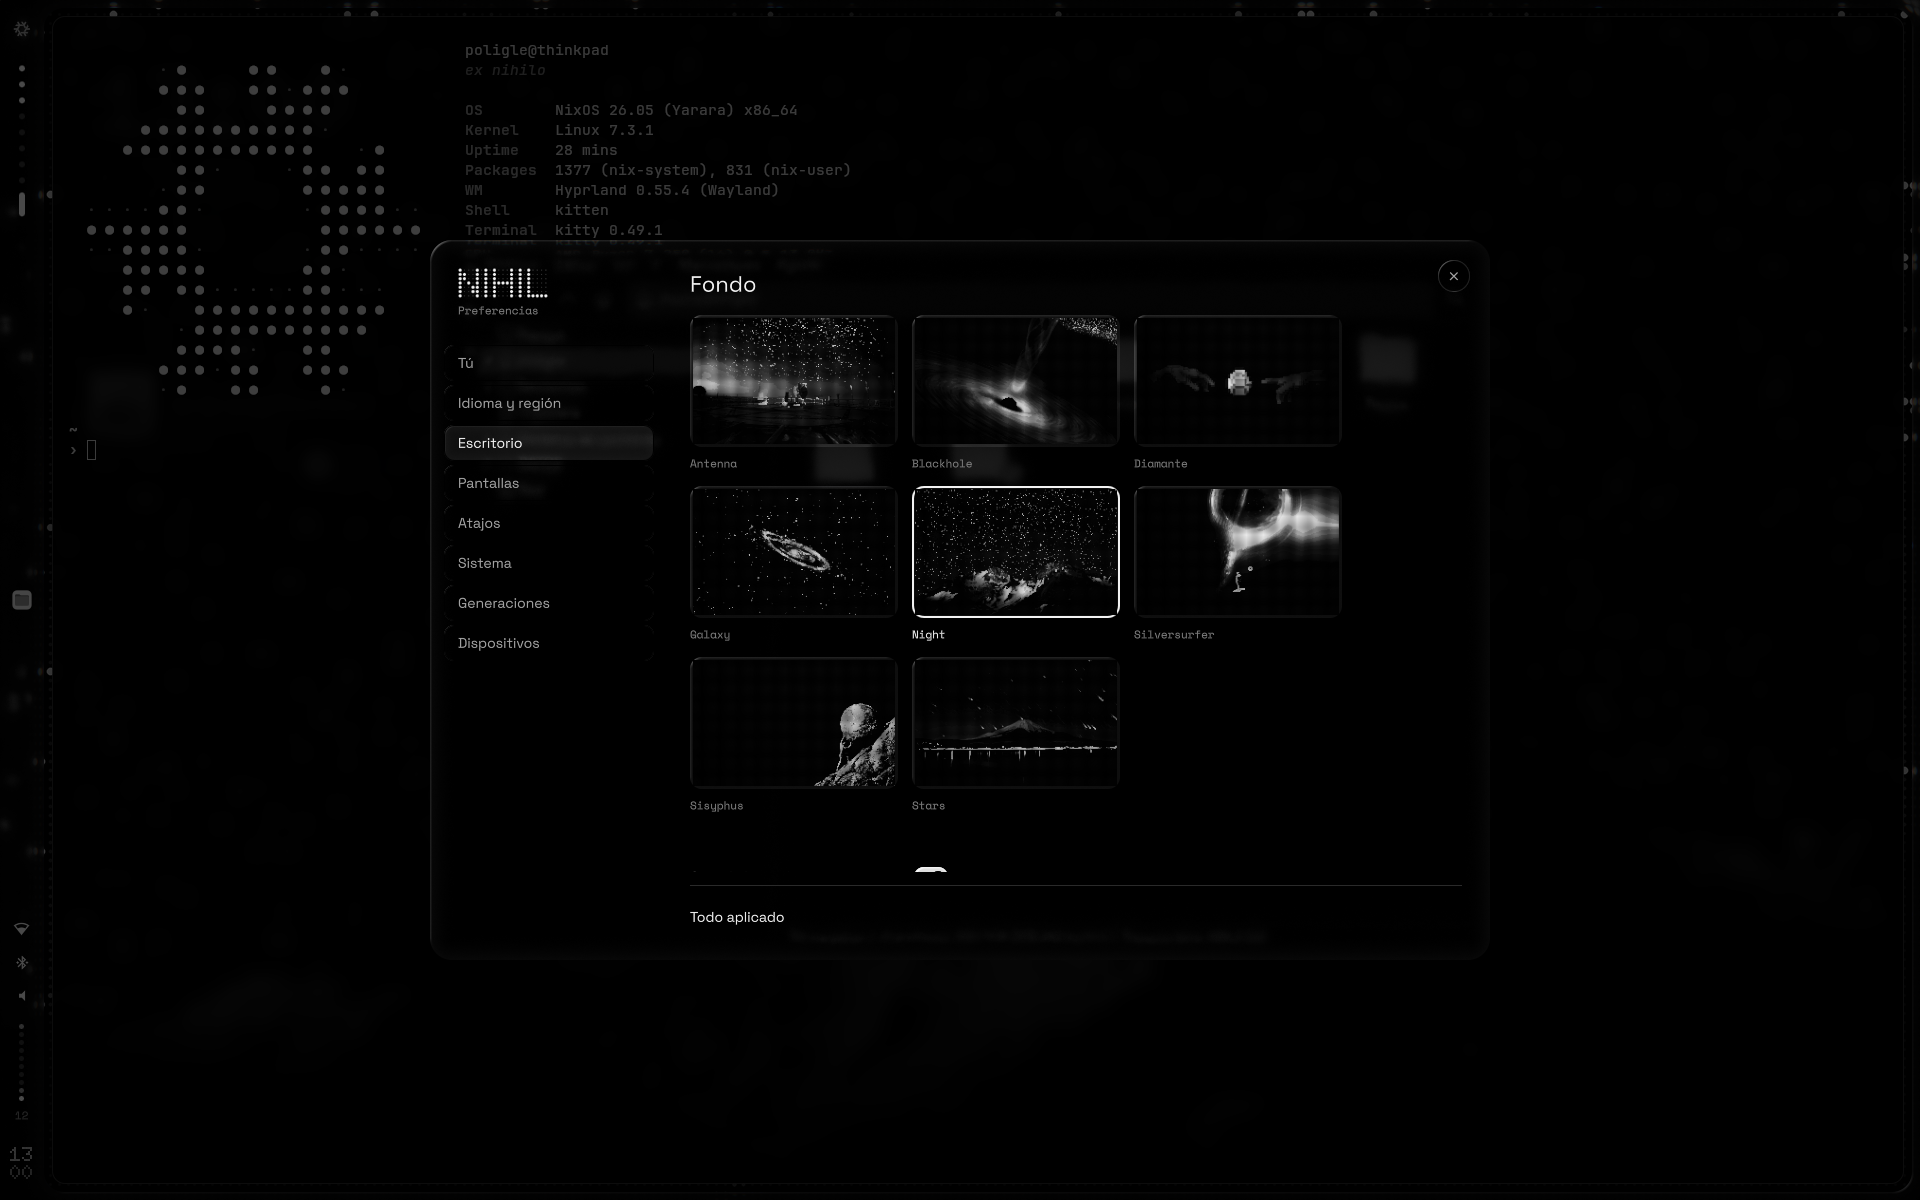 poligle@thinkpad
ex nihilo
OS NixOS 26.05 (Yarara) x86_64
Kernel Linux 7.3.1
Uptime 28 mins
Packages 1377 (nix-system), 831 (nix-user)
WM Hyprland 0.55.4 (Wayland)
Shell kitten
Terminal kitty 0.49.1
~
›
NIHIL
Preferencias
Tú
Idioma y región
Escritorio
Pantallas
Atajos
Sistema
Generaciones
Dispositivos
Fondo
Antenna
Blackhole
Diamante
Galaxy
Night
Silversurfer
Sisyphus
Stars
Todo aplicado
12
13
00